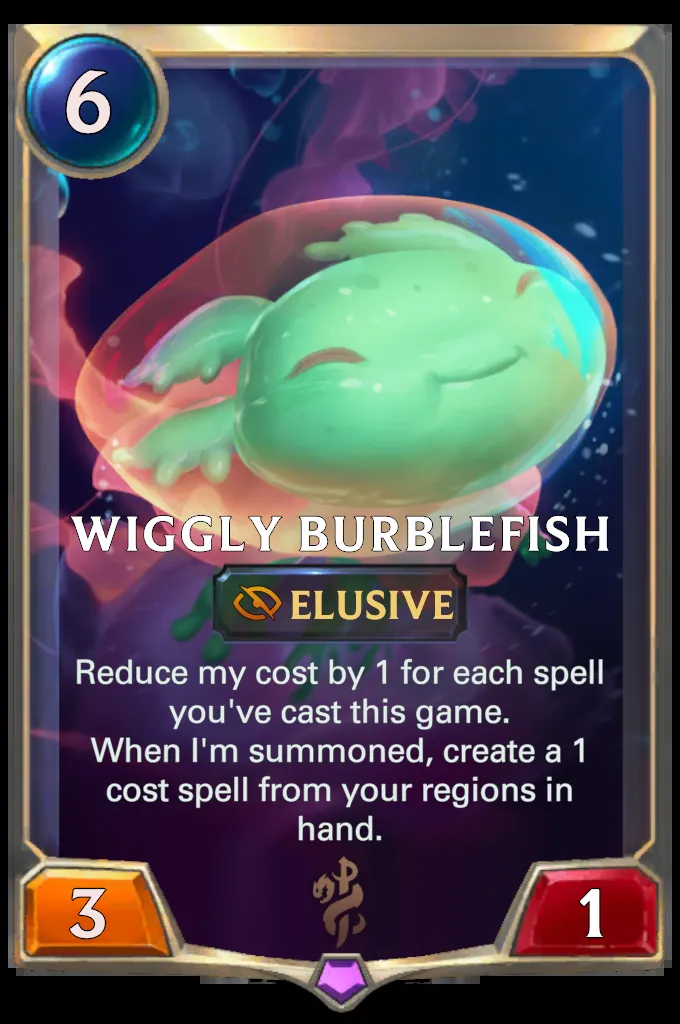 6
WIGGLY BURBLEFISH
ELUSIVE
Reduce my cost by 1 for each spell
you've cast this game.
When I'm summoned, create a 1
cost spell from your regions in
hand.
3
1